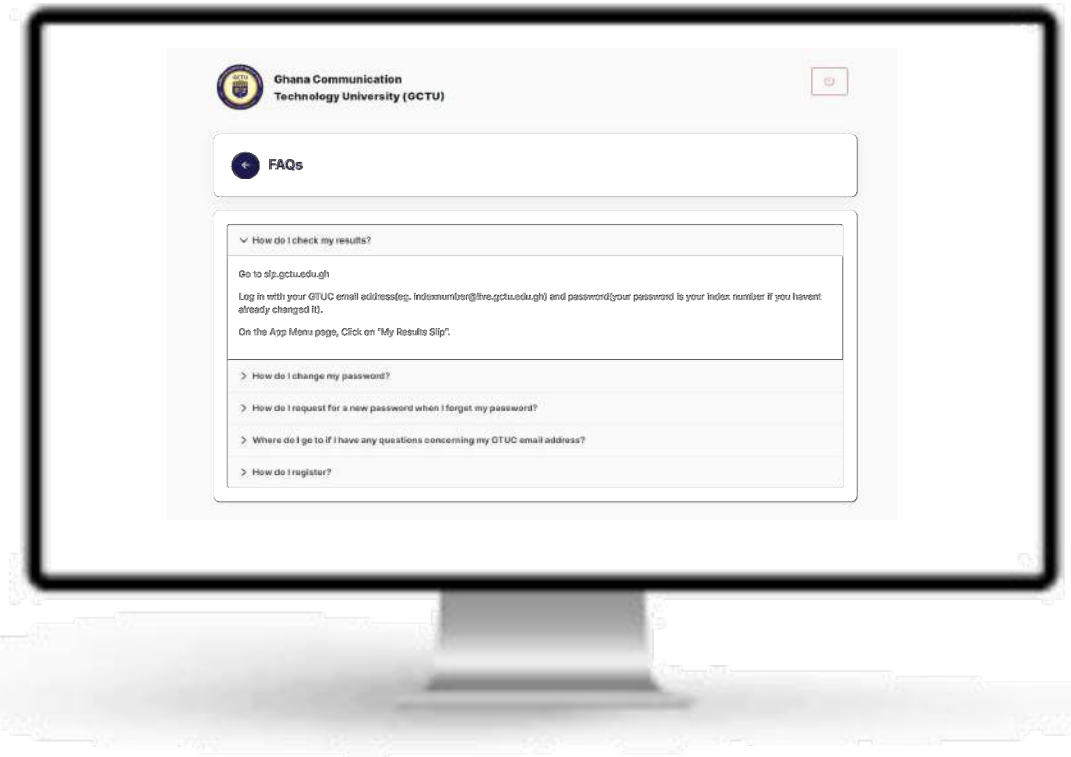 GCTU
Ghana Communication
Technology University (GCTU)
FAQs
How do I check my results?
Go to sip.gctu.edu.gh
Log in with your GTUC email address(eg. indexnumber@live.gctu.edu.gh) and password(your password is your index number if you havent
already changed it).
On the App Menu page, Click on "My Results Slip".
How do I change my password?
How do I request for a new password when I forget my password?
Where do I go to if I have any questions concerning my GTUC email address?
How do I register?